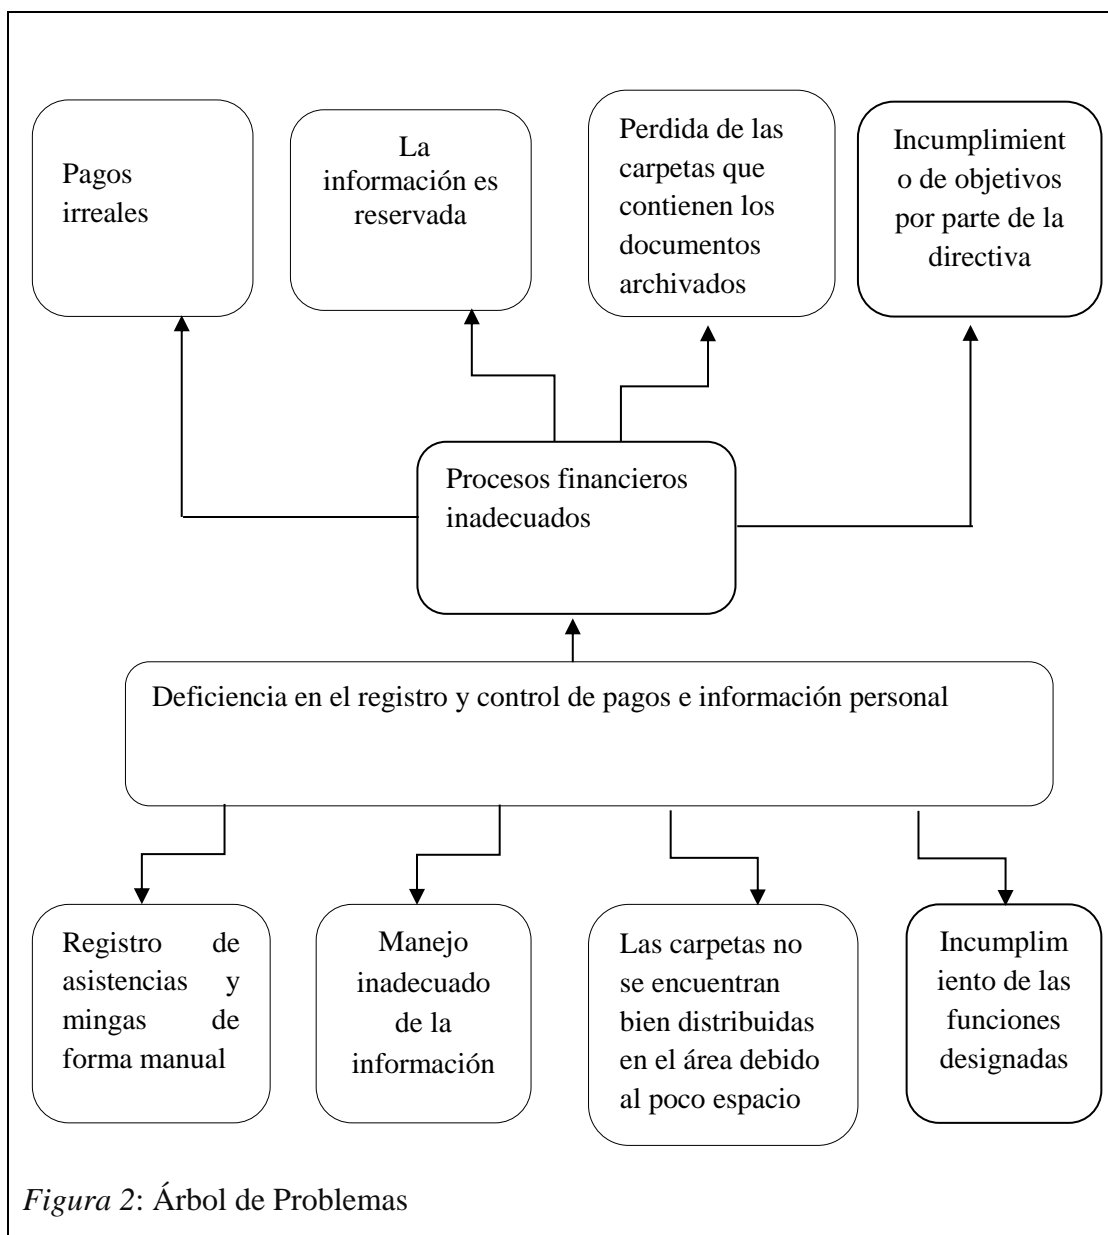 Pagos
irreales
La
información es
reservada
Perdida de las
carpetas que
contienen los
documentos
archivados
Incumplimient
o de objetivos
por parte de la
directiva
Procesos financieros
inadecuados
Deficiencia en el registro y control de pagos e información personal
Registro de
asistencias y
mingas de
forma manual
Manejo
inadecuado
de la
información
Las carpetas no
se encuentran
bien distribuidas
en el área debido
al poco espacio
Incumplim
iento de las
funciones
designadas
Figura 2: Árbol de Problemas